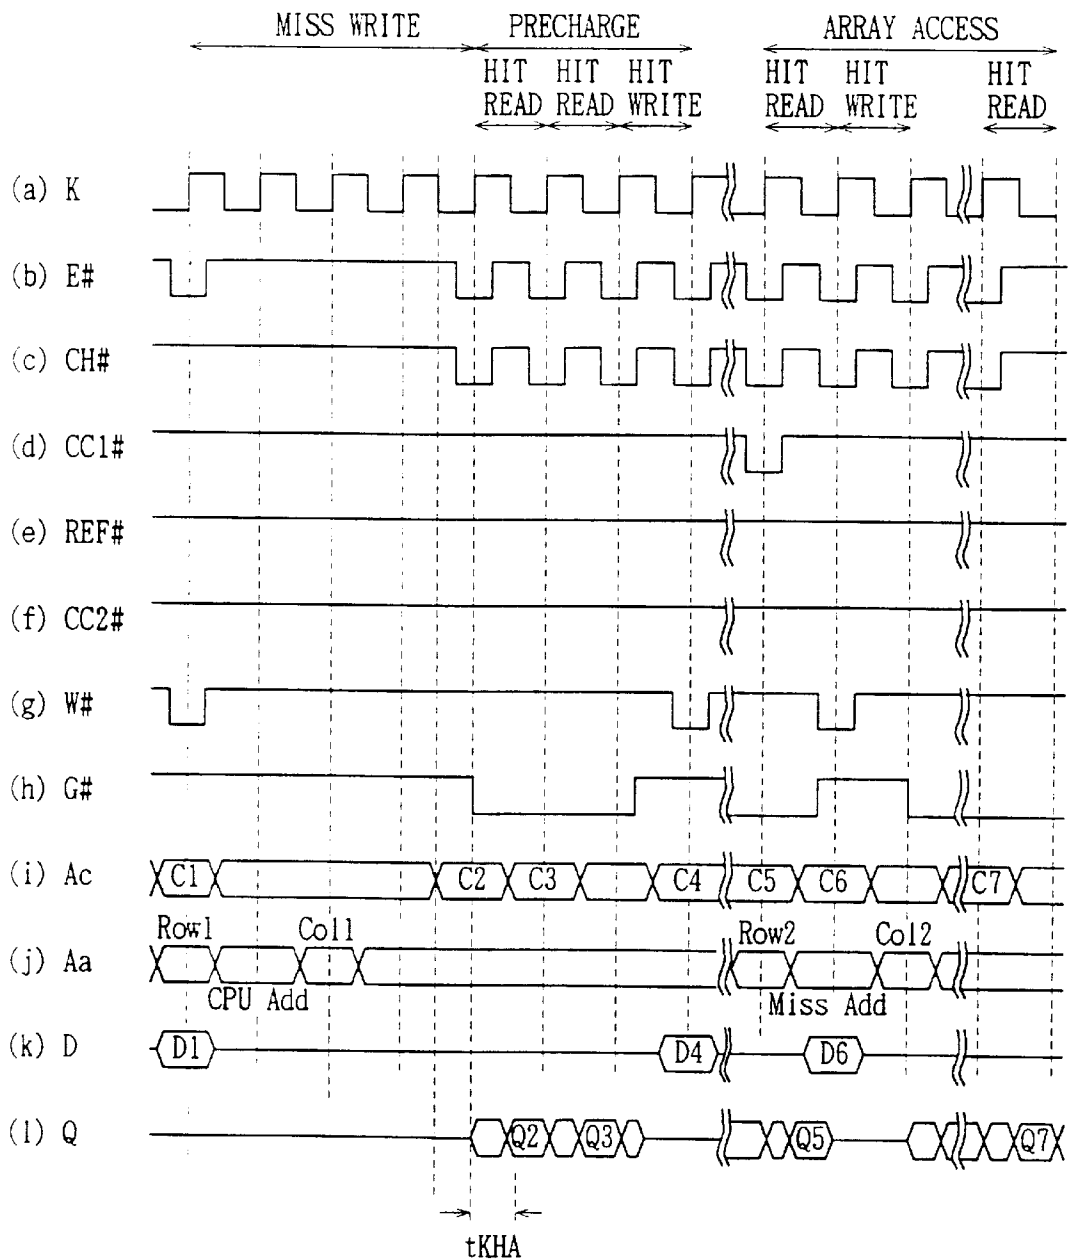 MISS WRITE PRECHARGE ARRAY ACCESS
HIT HIT HIT HIT HIT HIT
READ READ WRITE READ WRITE READ
(a) K
(b) E#
(c) CH#
(d) CC1#
(e) REF#
(f) CC2#
(g) W#
(h) G#
(i) Ac C1 C2 C3 C4 C5 C6 C7
Row1 Col1 Row2 Col2
(j) Aa
CPU Add Miss Add
(k) D D1 D4 D6
(l) Q Q2 Q3 Q5 Q7
tKHA